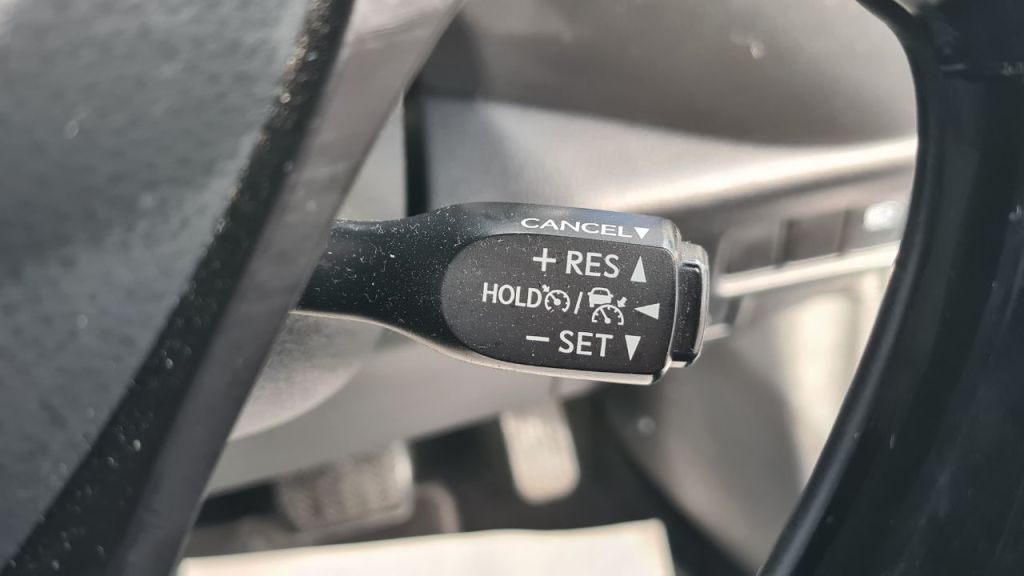 CANCEL▼
+ RES ▲
HOLD / ◀
− SET ▼